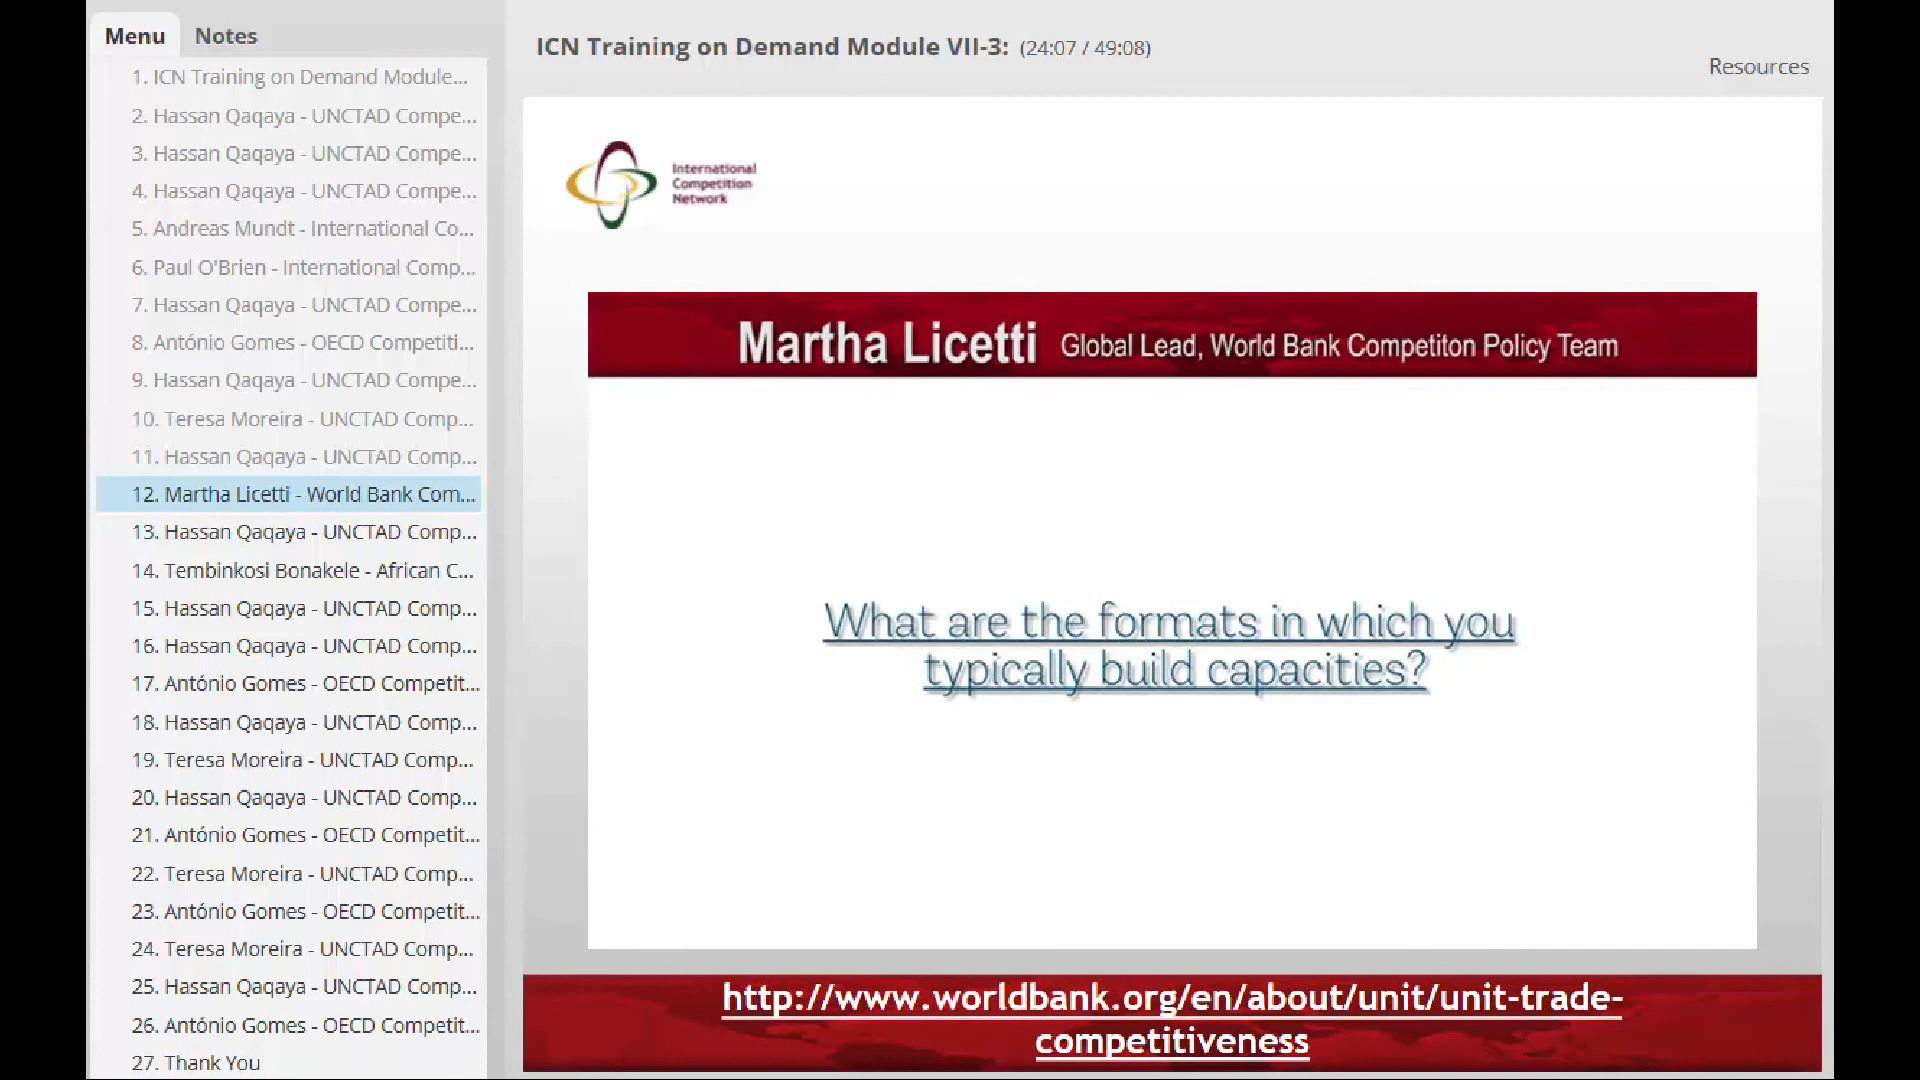 Menu
Notes
1. ICN Training on Demand Module...
2. Hassan Qaqaya - UNCTAD Compe...
3. Hassan Qaqaya - UNCTAD Compe...
4. Hassan Qaqaya - UNCTAD Compe...
5. Andreas Mundt - International Co...
6. Paul O'Brien - International Comp...
7. Hassan Qaqaya - UNCTAD Compe...
8. António Gomes - OECD Competiti...
9. Hassan Qaqaya - UNCTAD Compe...
10. Teresa Moreira - UNCTAD Comp...
11. Hassan Qaqaya - UNCTAD Comp...
12. Martha Licetti - World Bank Com...
13. Hassan Qaqaya - UNCTAD Comp...
14. Tembinkosi Bonakele - African C...
15. Hassan Qaqaya - UNCTAD Comp...
16. Hassan Qaqaya - UNCTAD Comp...
17. António Gomes - OECD Competit...
18. Hassan Qaqaya - UNCTAD Comp...
19. Teresa Moreira - UNCTAD Comp...
20. Hassan Qaqaya - UNCTAD Comp...
21. António Gomes - OECD Competit...
22. Teresa Moreira - UNCTAD Comp...
23. António Gomes - OECD Competit...
24. Teresa Moreira - UNCTAD Comp...
25. Hassan Qaqaya - UNCTAD Comp...
26. António Gomes - OECD Competit...
27. Thank You
ICN Training on Demand Module VII-3: (24:07 / 49:08)
Resources
International
Competition
Network
Martha Licetti Global Lead, World Bank Competiton Policy Team
What are the formats in which you
typically build capacities?
http://www.worldbank.org/en/about/unit/unit-trade-
competitiveness